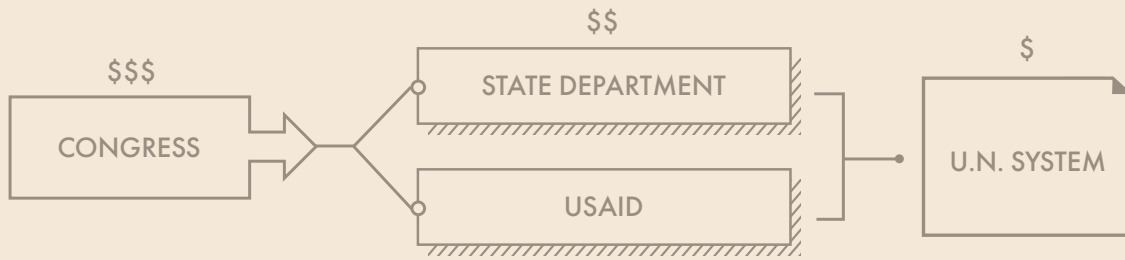 $$$
CONGRESS
$$
STATE DEPARTMENT
USAID
$
U.N. SYSTEM